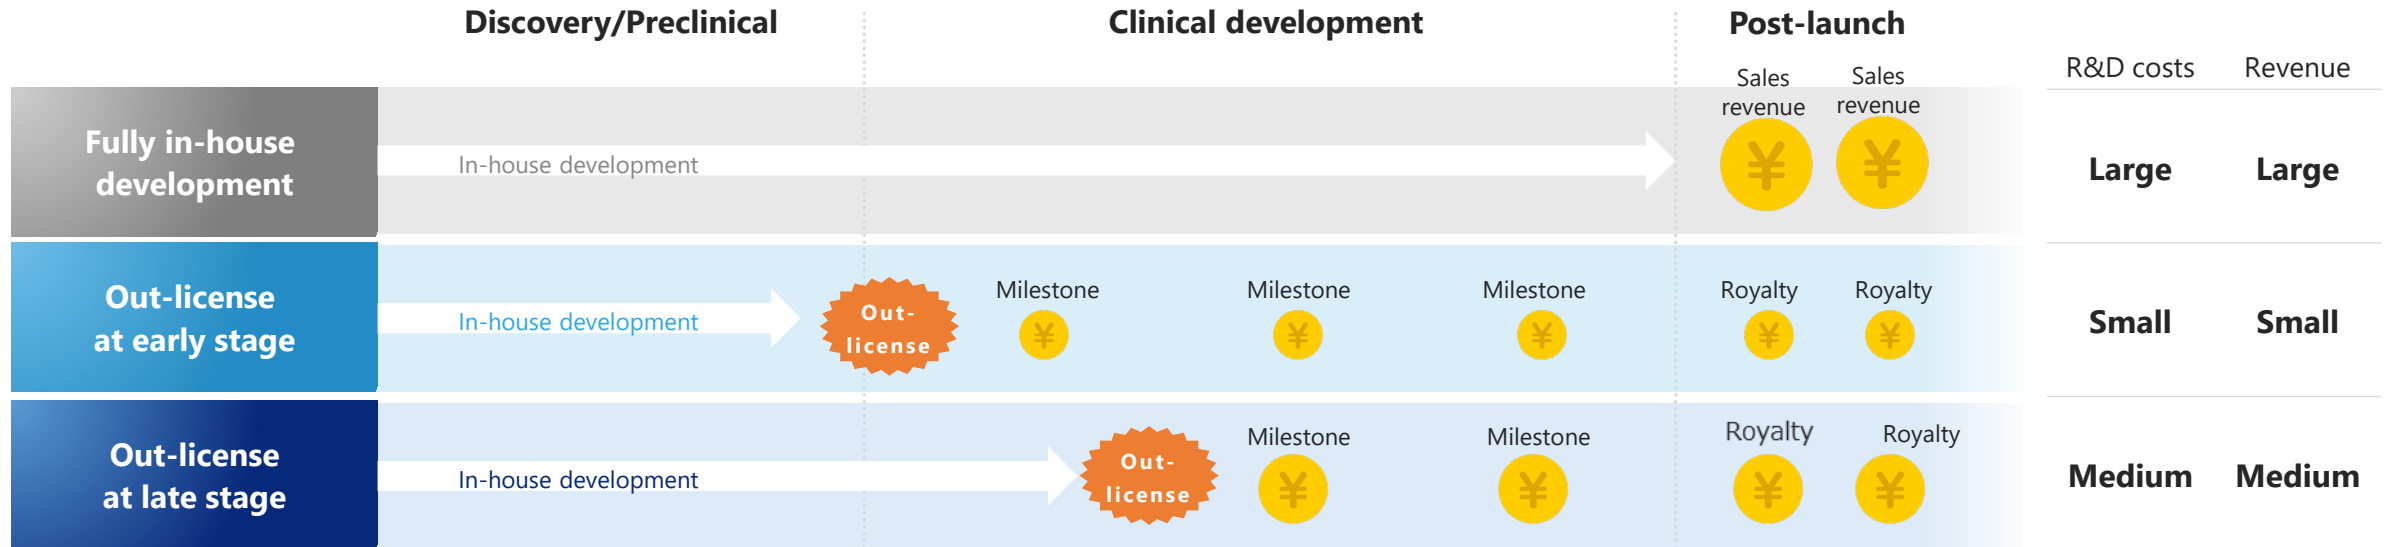 Discovery/Preclinical
Clinical development
Post-launch
R&D costs
Revenue
Fully in-house
development
In-house development
Sales
revenue
¥
Sales
revenue
¥
Large
Large
Out-license
at early stage
In-house development
Out-
license
Milestone
¥
Milestone
¥
Milestone
¥
Royalty
¥
Royalty
¥
Small
Small
Out-license
at late stage
In-house development
Out-
license
Milestone
¥
Milestone
¥
Royalty
¥
Royalty
¥
Medium
Medium